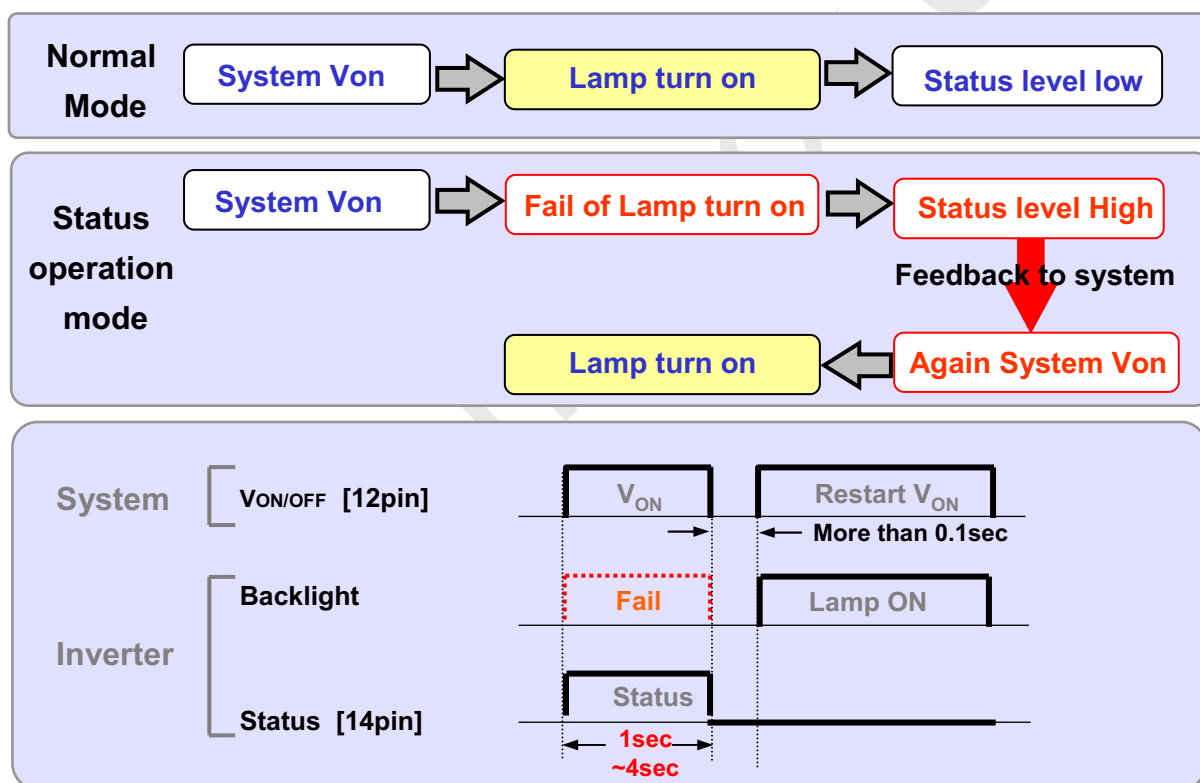 Normal
Mode
System Von
Lamp turn on
Status level low
Status
operation
mode
System Von
Fail of Lamp turn on
Status level High
Feedback to system
Lamp turn on
Again System Von
System
VON/OFF [12pin]
VON
Restart VON
More than 0.1sec
Inverter
Backlight
Fail
Lamp ON
Status [14pin]
Status
1sec
~4sec